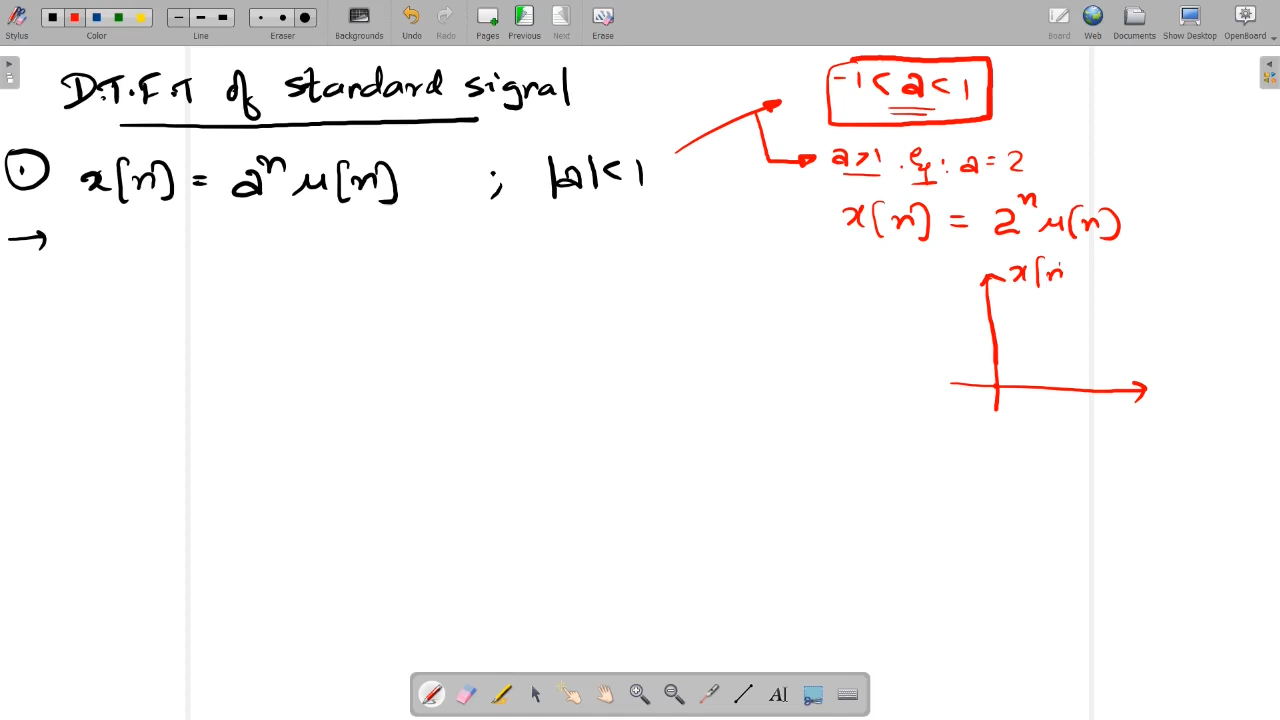 Stylus Color Line Eraser Backgrounds Undo Redo Pages Previous Next Erase Board Web Documents Show Desktop OpenBoard
D.T.F.T of standard signal
① x[n] = a^n u[n] ; |a| < 1
→
-1 < a < 1
a > 1 . eg : a = 2
x[n] = 2^n u[n]
x[n